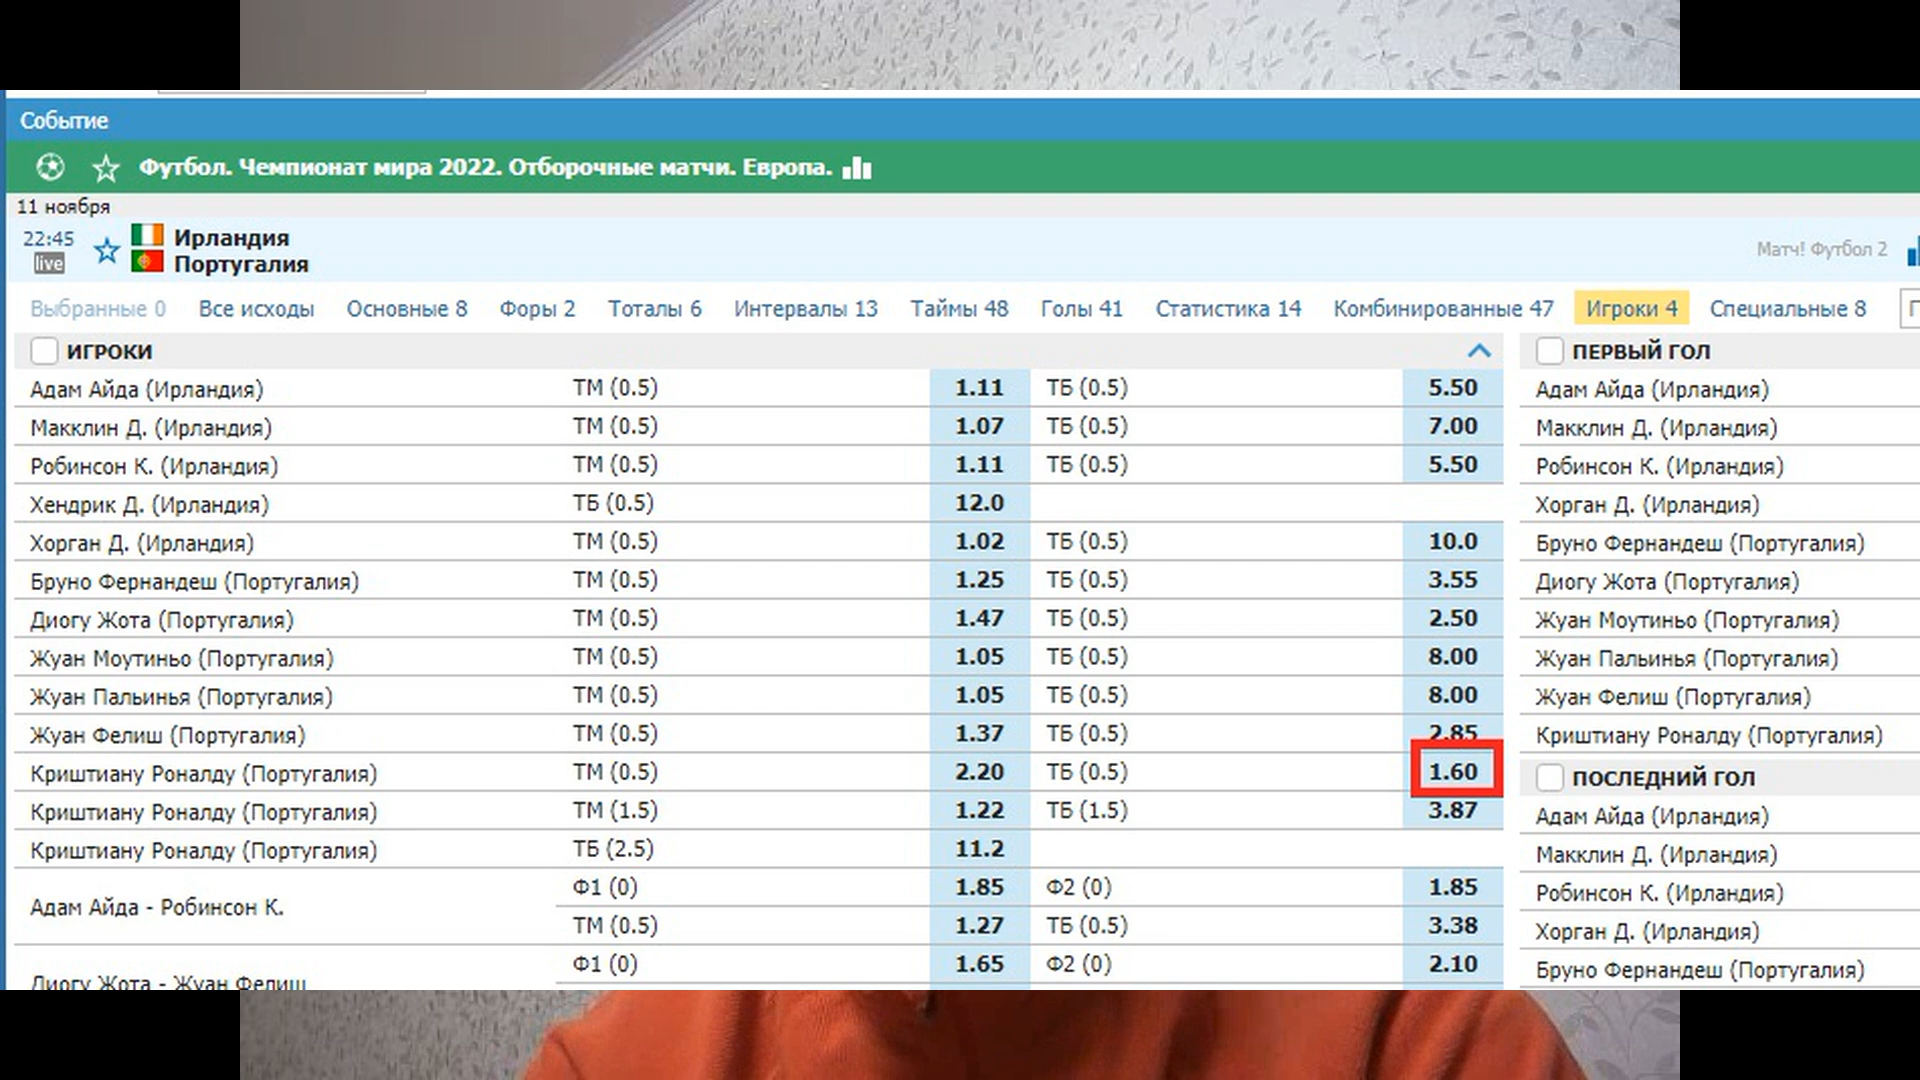 Событие
Футбол. Чемпионат мира 2022. Отборочные матчи. Европа.
11 ноября
22:45 Ирландия
live Португалия
Матч! Футбол 2
Выбранные 0 Все исходы Основные 8 Форы 2 Тоталы 6 Интервалы 13 Таймы 48 Голы 41 Статистика 14 Комбинированные 47 Игроки 4 Специальные 8
ИГРОКИ
Адам Айда (Ирландия) ТМ (0.5) 1.11 ТБ (0.5) 5.50
Макклин Д. (Ирландия) ТМ (0.5) 1.07 ТБ (0.5) 7.00
Робинсон К. (Ирландия) ТМ (0.5) 1.11 ТБ (0.5) 5.50
Хендрик Д. (Ирландия) ТБ (0.5) 12.0
Хорган Д. (Ирландия) ТМ (0.5) 1.02 ТБ (0.5) 10.0
Бруно Фернандеш (Португалия) ТМ (0.5) 1.25 ТБ (0.5) 3.55
Диогу Жота (Португалия) ТМ (0.5) 1.47 ТБ (0.5) 2.50
Жуан Моутиньо (Португалия) ТМ (0.5) 1.05 ТБ (0.5) 8.00
Жуан Пальинья (Португалия) ТМ (0.5) 1.05 ТБ (0.5) 8.00
Жуан Фелиш (Португалия) ТМ (0.5) 1.37 ТБ (0.5) 2.85
Криштиану Роналду (Португалия) ТМ (0.5) 2.20 ТБ (0.5) 1.60
Криштиану Роналду (Португалия) ТМ (1.5) 1.22 ТБ (1.5) 3.87
Криштиану Роналду (Португалия) ТБ (2.5) 11.2
Адам Айда - Робинсон К. Ф1 (0) 1.85 Ф2 (0) 1.85
ТМ (0.5) 1.27 ТБ (0.5) 3.38
Диогу Жота - Жуан Фелиш Ф1 (0) 1.65 Ф2 (0) 2.10
ПЕРВЫЙ ГОЛ
Адам Айда (Ирландия)
Макклин Д. (Ирландия)
Робинсон К. (Ирландия)
Хорган Д. (Ирландия)
Бруно Фернандеш (Португалия)
Диогу Жота (Португалия)
Жуан Моутиньо (Португалия)
Жуан Пальинья (Португалия)
Жуан Фелиш (Португалия)
Криштиану Роналду (Португалия)
ПОСЛЕДНИЙ ГОЛ
Адам Айда (Ирландия)
Макклин Д. (Ирландия)
Робинсон К. (Ирландия)
Хорган Д. (Ирландия)
Бруно Фернандеш (Португалия)